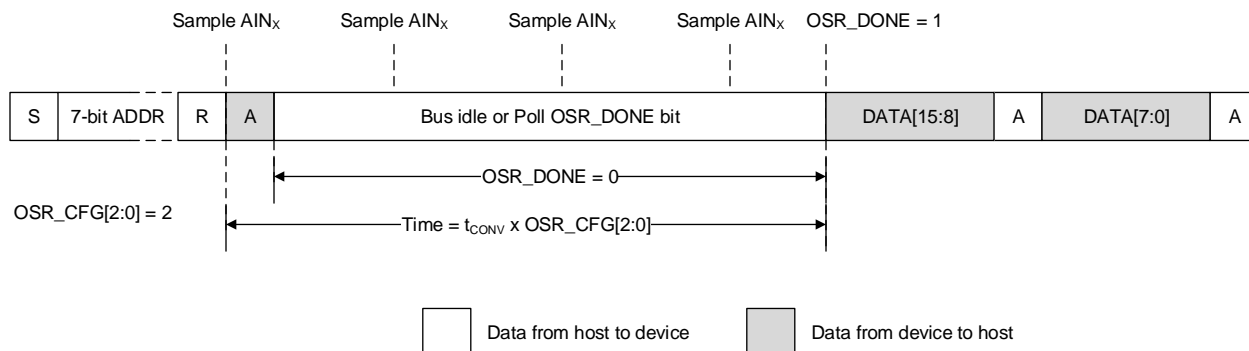 Sample AINX Sample AINX Sample AINX Sample AINX OSR_DONE = 1
S 7-bit ADDR R A Bus idle or Poll OSR_DONE bit DATA[15:8] A DATA[7:0] A
OSR_DONE = 0
OSR_CFG[2:0] = 2
Time = tCONV x OSR_CFG[2:0]
Data from host to device Data from device to host